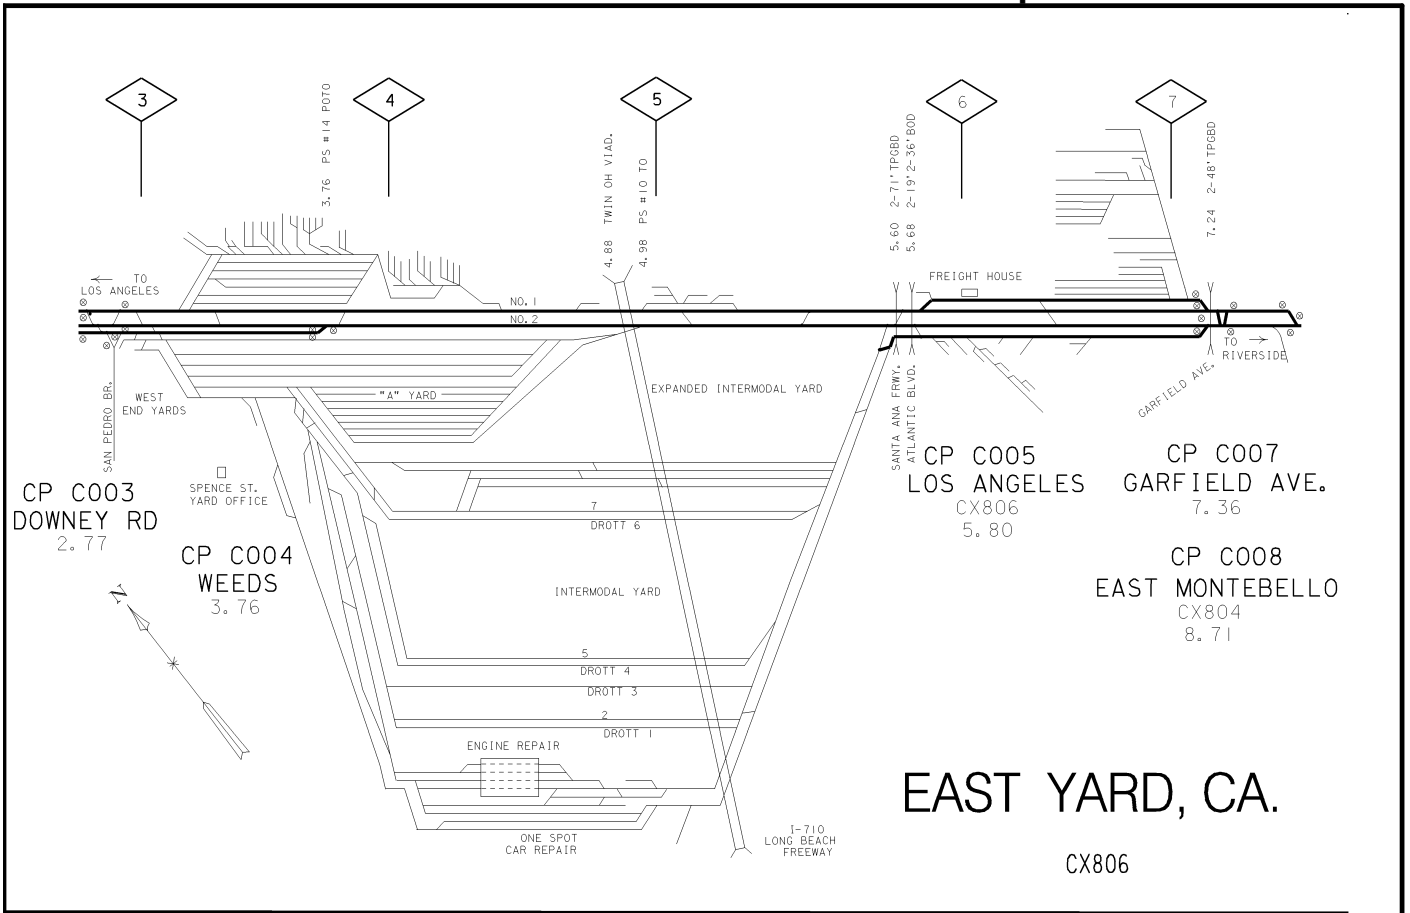 3
4
5
6
7
3.76 PS #14 POTO
4.88 TWIN OH VIAD.
4.98 PS #10 TO
5.60 2-71' TPGBD
5.68 2-19' 2-36' BOD
7.24 2-48' TPGBD
← TO
LOS ANGELES
NO. 1
NO. 2
FREIGHT HOUSE
TO →
RIVERSIDE
GARFIELD AVE.
SAN PEDRO BR.
WEST
END YARDS
"A" YARD
EXPANDED INTERMODAL YARD
SANTA ANA FRWY.
ATLANTIC BLVD.
CP C003
DOWNEY RD
2.77
SPENCE ST.
YARD OFFICE
CP C004
WEEDS
3.76
CP C005
LOS ANGELES
CX806
5.80
CP C007
GARFIELD AVE.
7.36
CP C008
EAST MONTEBELLO
CX804
8.71
N
7
DROTT 6
INTERMODAL YARD
5
DROTT 4
DROTT 3
2
DROTT 1
ENGINE REPAIR
ONE SPOT
CAR REPAIR
I-710
LONG BEACH
FREEWAY
EAST YARD, CA.
CX806